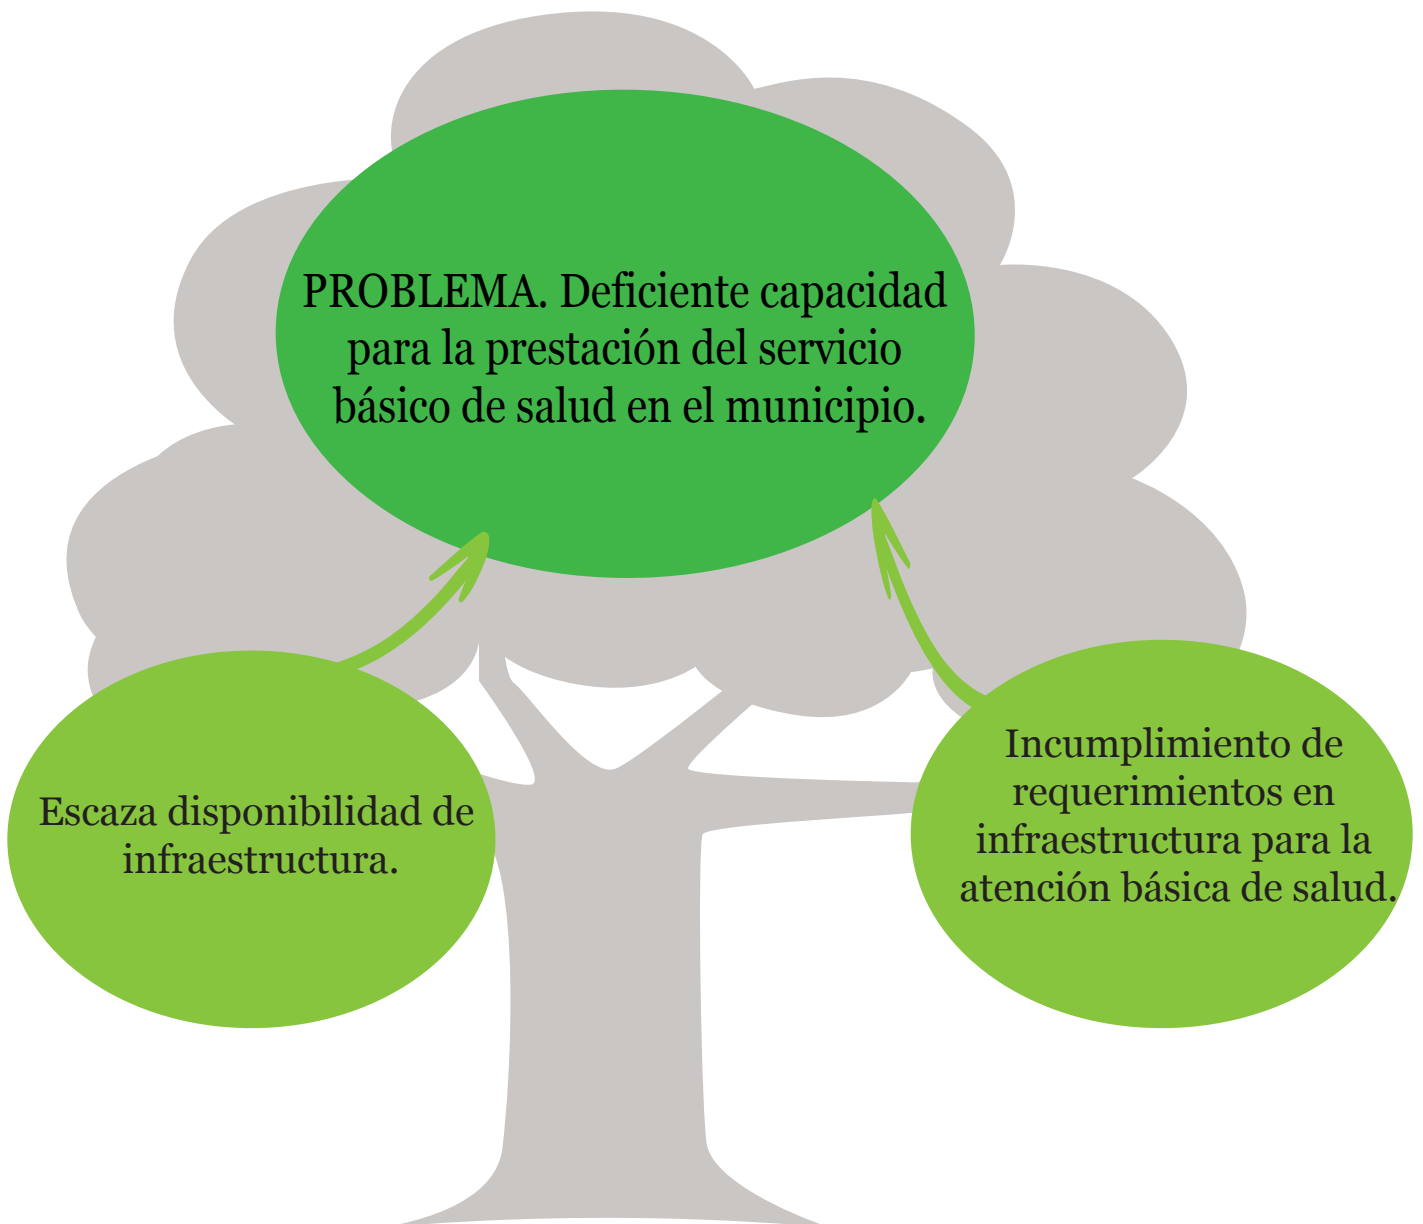 PROBLEMA. Deficiente capacidad
para la prestación del servicio
básico de salud en el municipio.
Escaza disponibilidad de
infraestructura.
Incumplimiento de
requerimientos en
infraestructura para la
atención básica de salud.